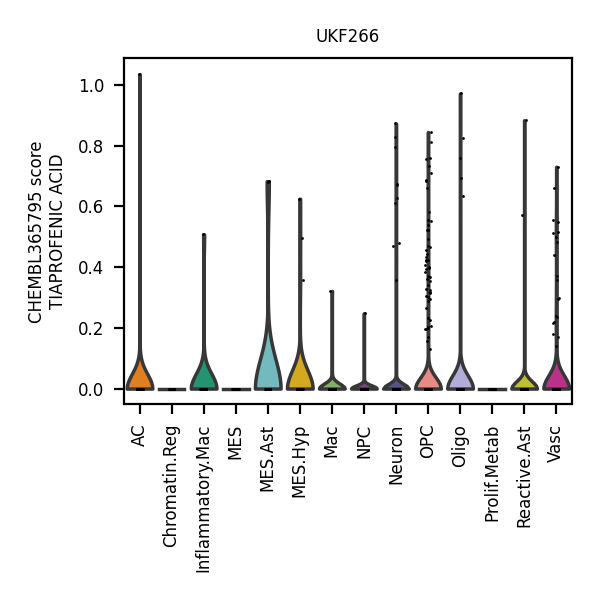 UKF266
CHEMBL365795 score
TIAPROFENIC ACID
1.0
0.8
0.6
0.4
0.2
0.0
AC
Chromatin.Reg
Inflammatory.Mac
MES
MES.Ast
MES.Hyp
Mac
NPC
Neuron
OPC
Oligo
Prolif.Metab
Reactive.Ast
Vasc